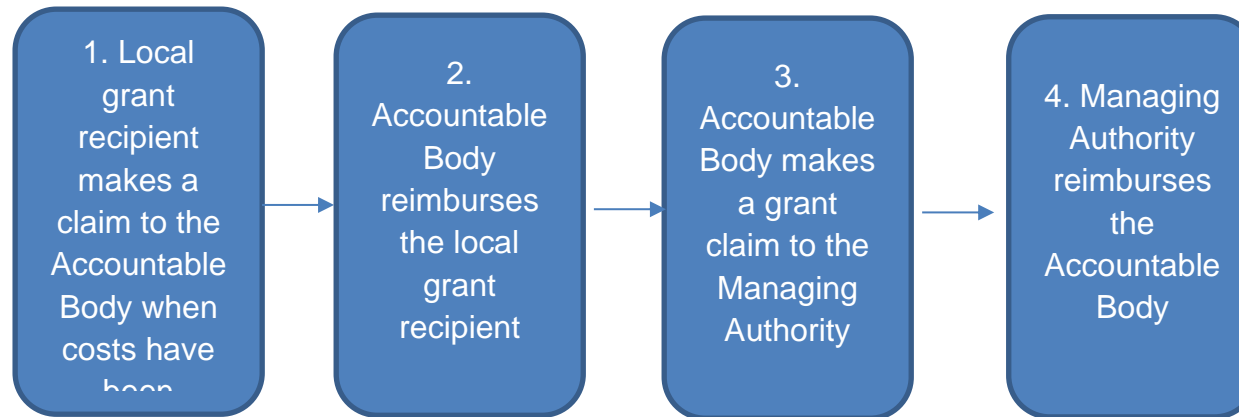 1. Local
grant
recipient
makes a
claim to the
Accountable
Body when
costs have
been
2.
Accountable
Body
reimburses
the local
grant
recipient
3.
Accountable
Body makes
a grant
claim to the
Managing
Authority
4. Managing
Authority
reimburses
the
Accountable
Body